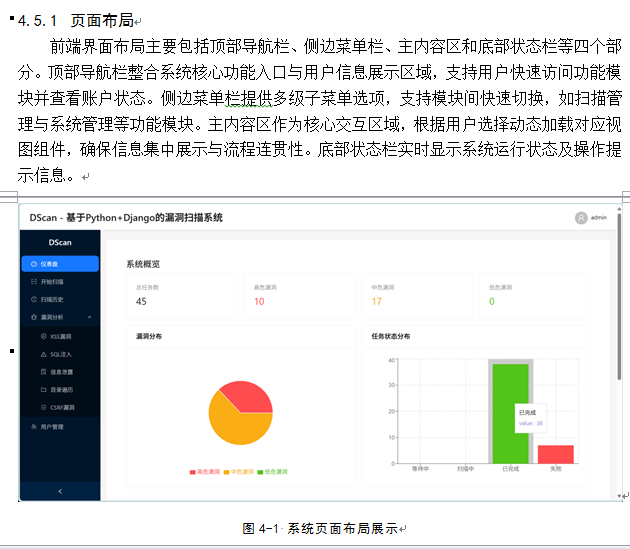 4.5.1 页面布局
前端界面布局主要包括顶部导航栏、侧边菜单栏、主内容区和底部状态栏等四个部
分。顶部导航栏整合系统核心功能入口与用户信息展示区域，支持用户快速访问功能模
块并查看账户状态。侧边菜单栏提供多级子菜单选项，支持模块间快速切换，如扫描管
理与系统管理等功能模块。主内容区作为核心交互区域，根据用户选择动态加载对应视
图组件，确保信息集中展示与流程连贯性。底部状态栏实时显示系统运行状态及操作提
示信息。
DScan - 基于Python+Django的漏洞扫描系统
admin
DScan
仪表盘
开始扫描
扫描历史
漏洞分析
XSS漏洞
SQL注入
信息泄露
目录遍历
CSRF漏洞
用户管理
系统概览
总任务数
45
高危漏洞
10
中危漏洞
17
低危漏洞
0
漏洞分布
高危漏洞 中危漏洞 低危漏洞
任务状态分布
40
30
20
10
0
已完成
value : 38
等待中 扫描中 已完成 失败
图 4-1 系统页面布局展示